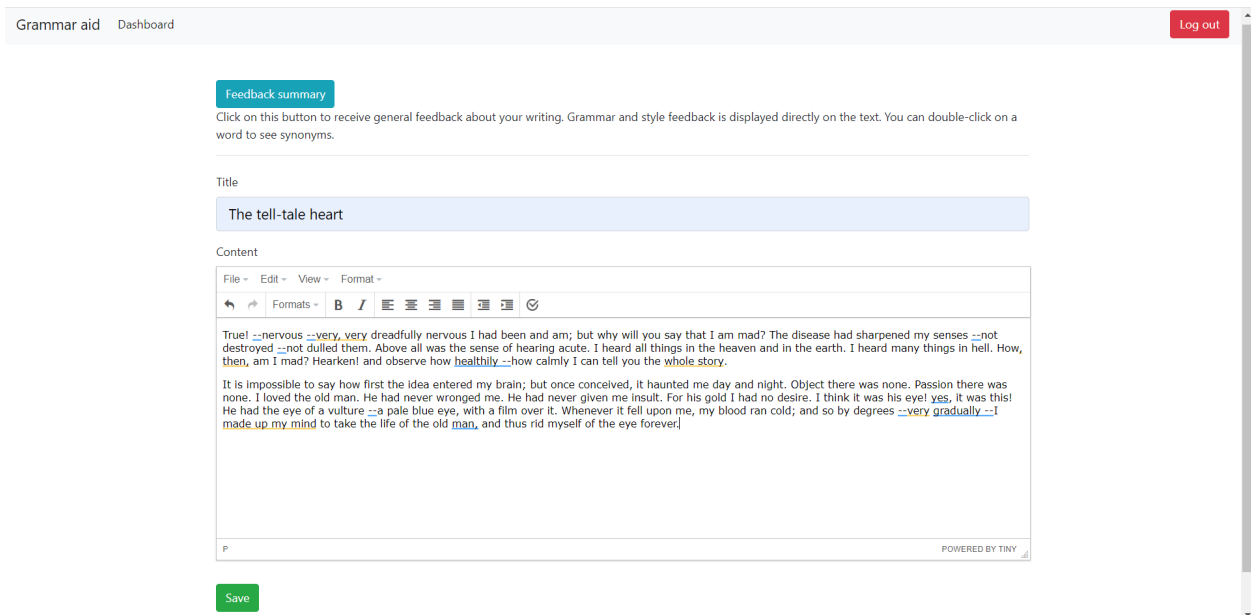 Grammar aid Dashboard Log out
Feedback summary
Click on this button to receive general feedback about your writing. Grammar and style feedback is displayed directly on the text. You can double-click on a
word to see synonyms.
Title
The tell-tale heart
Content
File Edit View Format
Formats B I
True! --nervous --very, very dreadfully nervous I had been and am; but why will you say that I am mad? The disease had sharpened my senses --not
destroyed --not dulled them. Above all was the sense of hearing acute. I heard all things in the heaven and in the earth. I heard many things in hell. How,
then, am I mad? Hearken! and observe how healthily --how calmly I can tell you the whole story.
It is impossible to say how first the idea entered my brain; but once conceived, it haunted me day and night. Object there was none. Passion there was
none. I loved the old man. He had never wronged me. He had never given me insult. For his gold I had no desire. I think it was his eye! yes, it was this!
He had the eye of a vulture --a pale blue eye, with a film over it. Whenever it fell upon me, my blood ran cold; and so by degrees --very gradually --I
made up my mind to take the life of the old man, and thus rid myself of the eye forever.
P POWERED BY TINY
Save